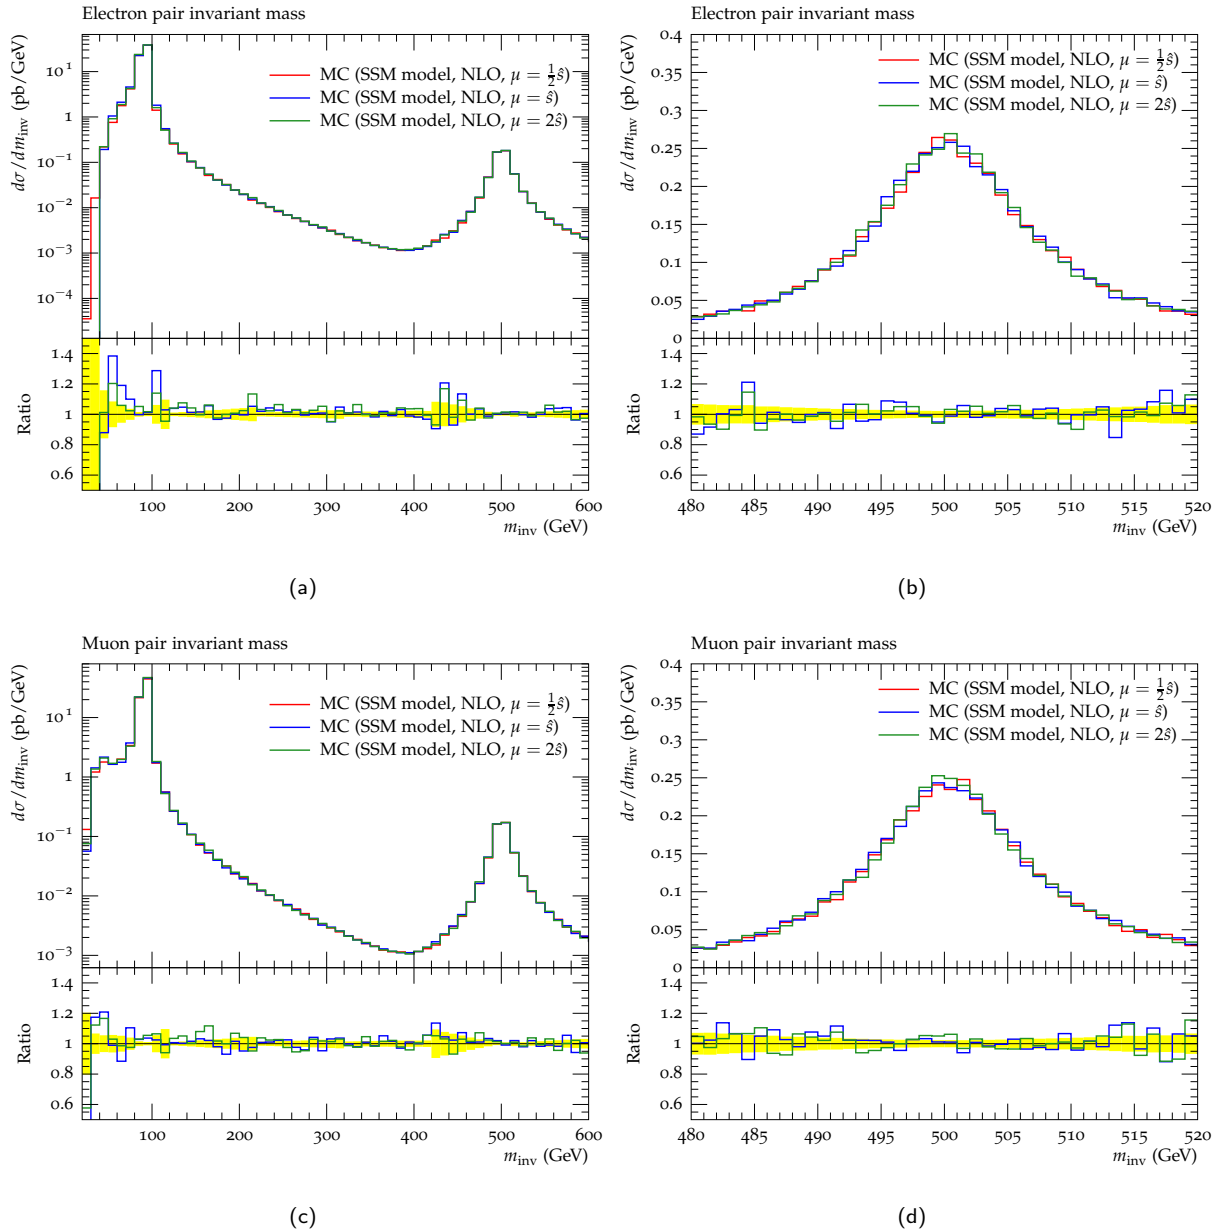 Electron pair invariant mass
dσ/dm_inv (pb/GeV)
10¹
1
10⁻¹
10⁻²
10⁻³
10⁻⁴
MC (SSM model, NLO, μ = ½ŝ)
MC (SSM model, NLO, μ = ŝ)
MC (SSM model, NLO, μ = 2ŝ)
Ratio
1.4
1.2
1
0.8
0.6
100 200 300 400 500 600
m_inv (GeV)
(a)
Electron pair invariant mass
dσ/dm_inv (pb/GeV)
0.4
0.35
0.3
0.25
0.2
0.15
0.1
0.05
0
MC (SSM model, NLO, μ = ½ŝ)
MC (SSM model, NLO, μ = ŝ)
MC (SSM model, NLO, μ = 2ŝ)
Ratio
1.4
1.2
1
0.8
0.6
480 485 490 495 500 505 510 515 520
m_inv (GeV)
(b)
Muon pair invariant mass
dσ/dm_inv (pb/GeV)
10¹
1
10⁻¹
10⁻²
10⁻³
MC (SSM model, NLO, μ = ½ŝ)
MC (SSM model, NLO, μ = ŝ)
MC (SSM model, NLO, μ = 2ŝ)
Ratio
1.4
1.2
1
0.8
0.6
100 200 300 400 500 600
m_inv (GeV)
(c)
Muon pair invariant mass
dσ/dm_inv (pb/GeV)
0.4
0.35
0.3
0.25
0.2
0.15
0.1
0.05
0
MC (SSM model, NLO, μ = ½ŝ)
MC (SSM model, NLO, μ = ŝ)
MC (SSM model, NLO, μ = 2ŝ)
Ratio
1.4
1.2
1
0.8
0.6
480 485 490 495 500 505 510 515 520
m_inv (GeV)
(d)